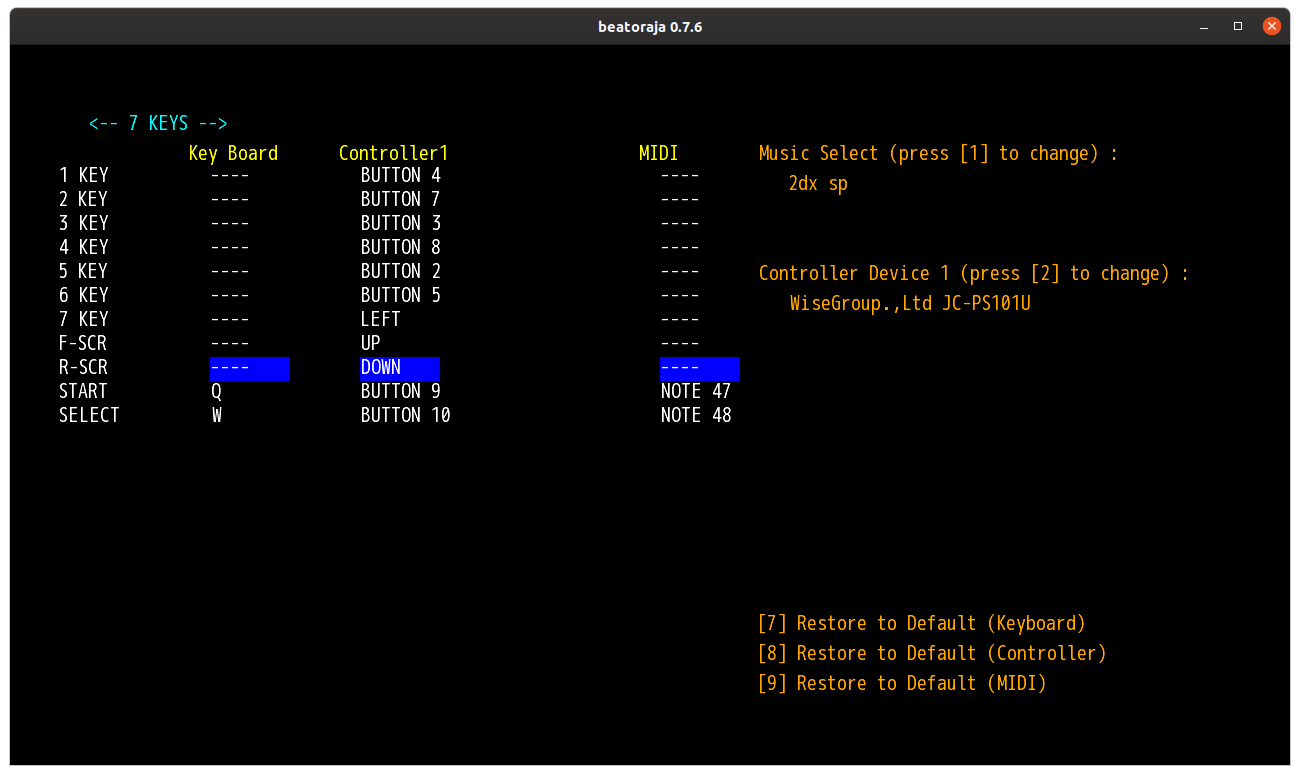 beatoraja 0.7.6
<-- 7 KEYS -->
Key Board Controller1 MIDI
1 KEY ---- BUTTON 4 ----
2 KEY ---- BUTTON 7 ----
3 KEY ---- BUTTON 3 ----
4 KEY ---- BUTTON 8 ----
5 KEY ---- BUTTON 2 ----
6 KEY ---- BUTTON 5 ----
7 KEY ---- LEFT ----
F-SCR ---- UP ----
R-SCR ---- DOWN ----
START Q BUTTON 9 NOTE 47
SELECT W BUTTON 10 NOTE 48
Music Select (press [1] to change) :
2dx sp
Controller Device 1 (press [2] to change) :
WiseGroup.,Ltd JC-PS101U
[7] Restore to Default (Keyboard)
[8] Restore to Default (Controller)
[9] Restore to Default (MIDI)